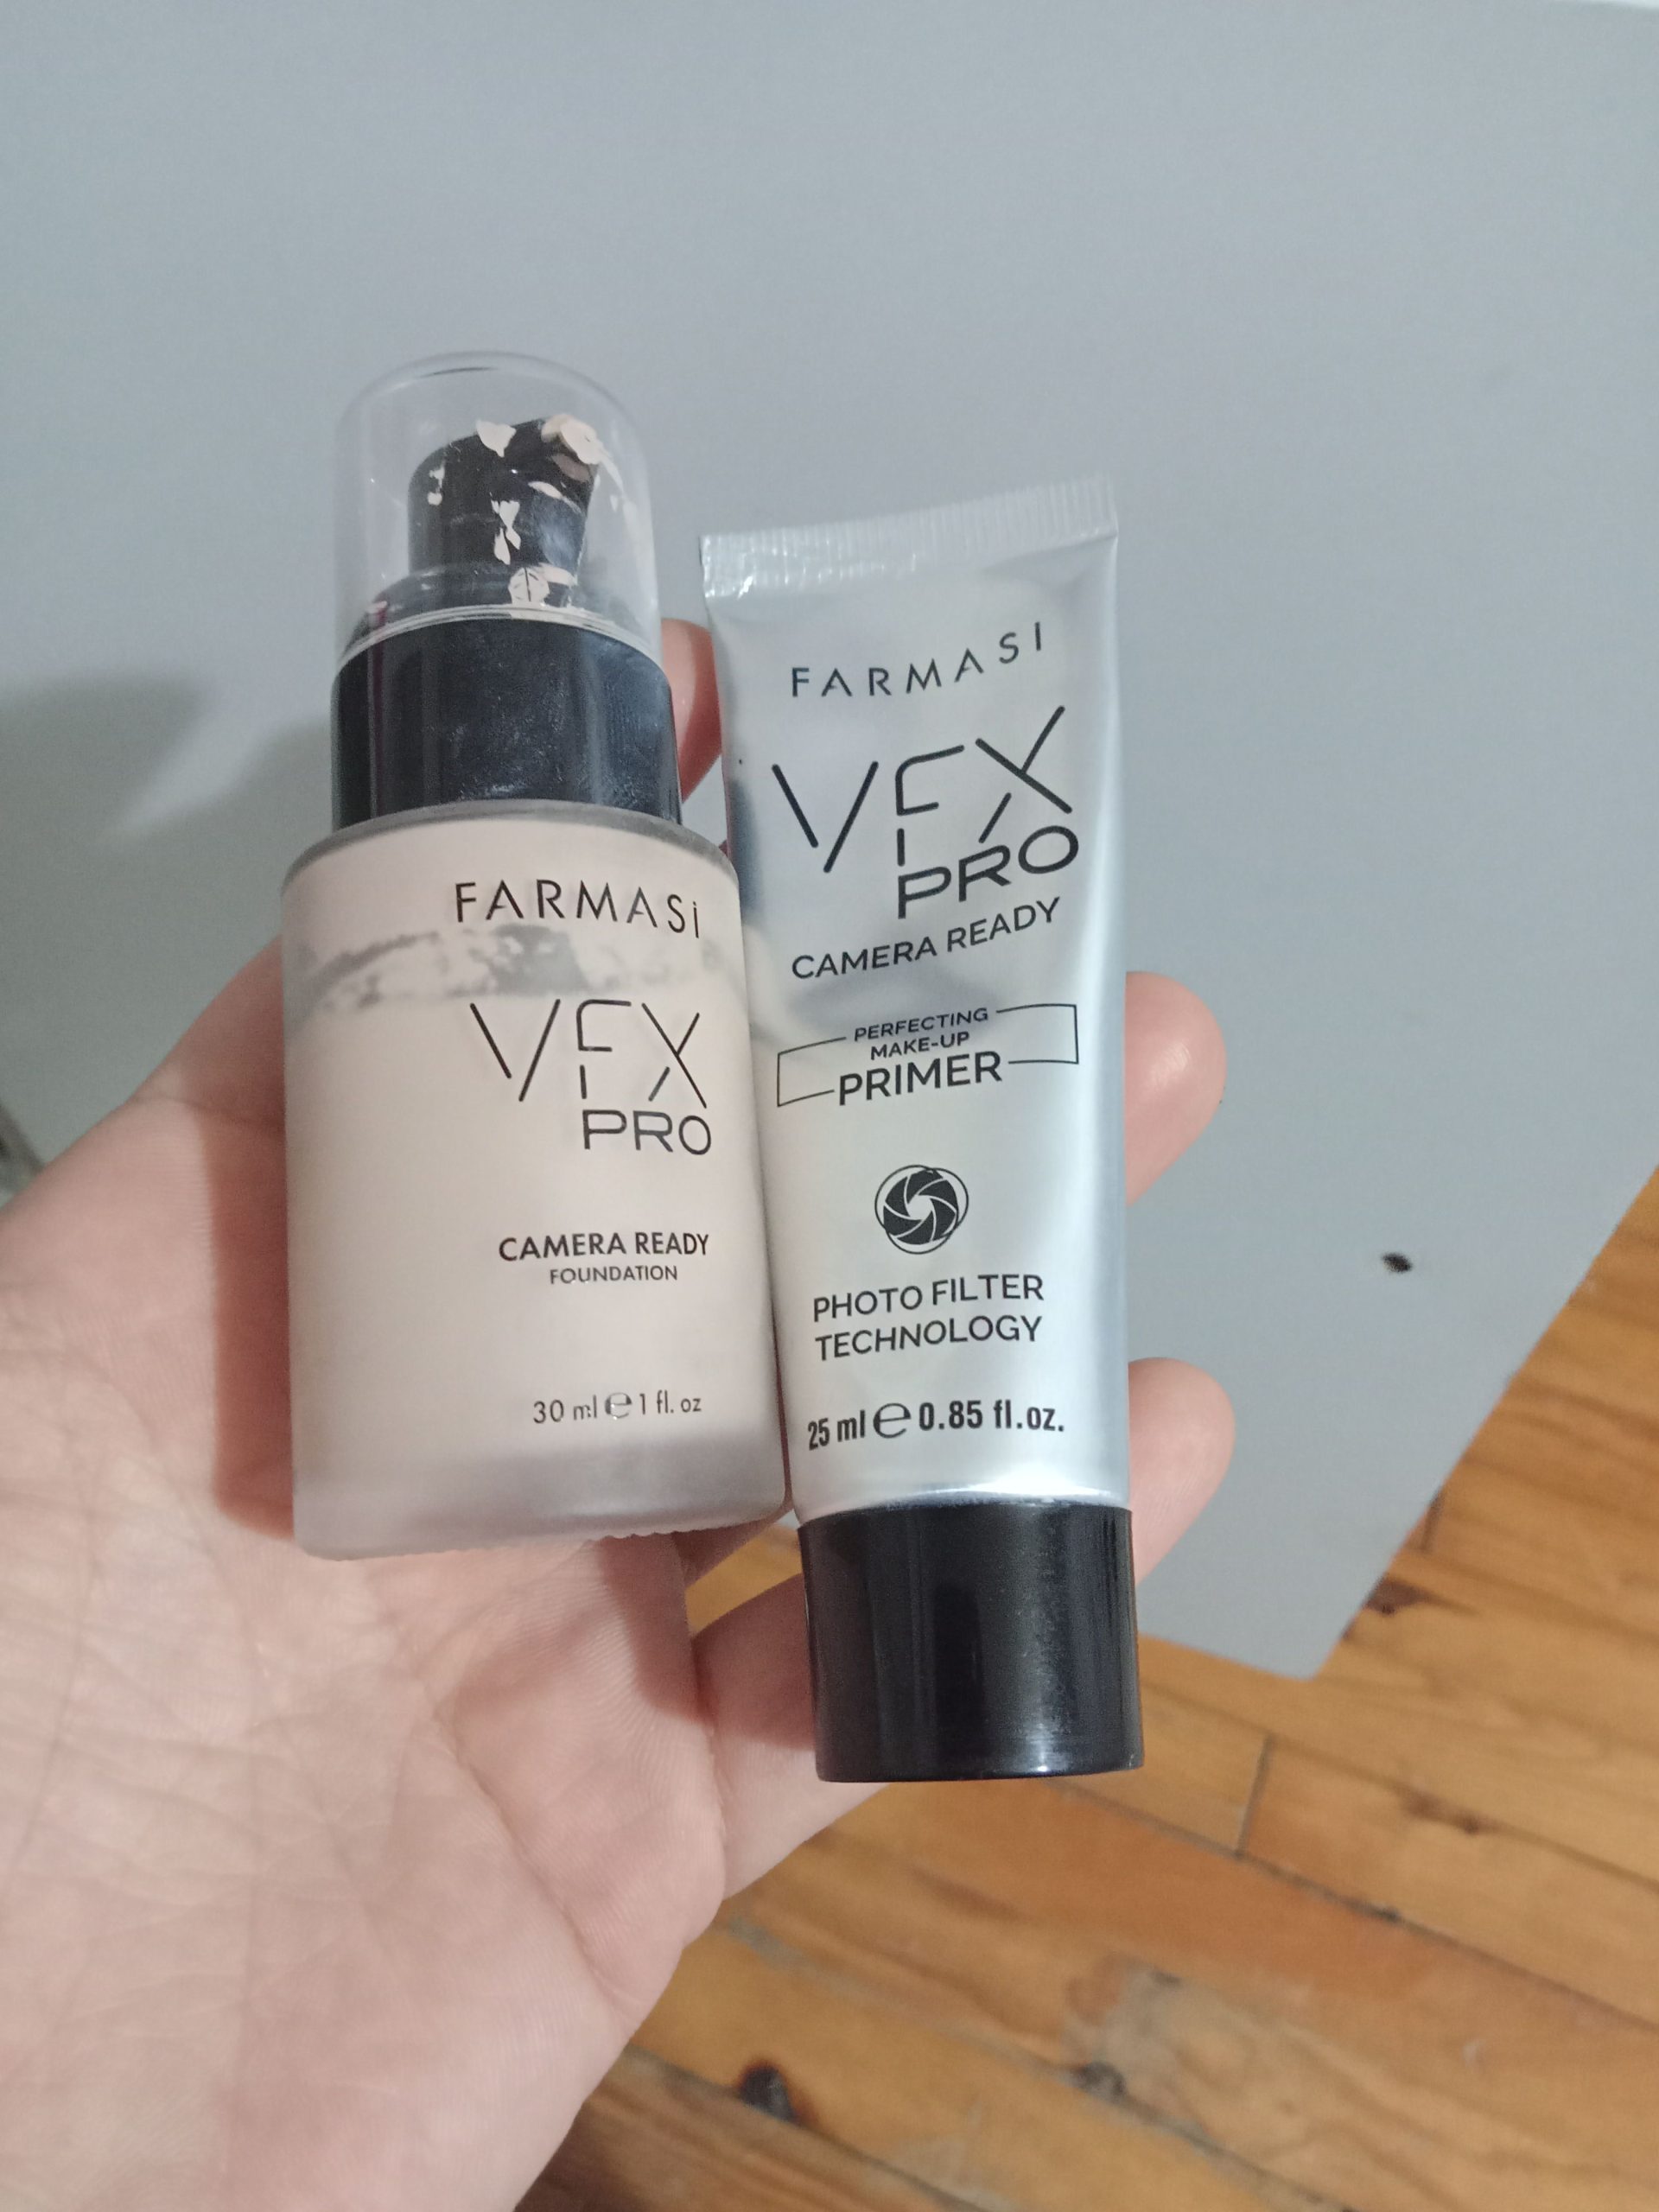 FARMASi
VFX
PRO
CAMERA READY
FOUNDATION
30 ml e 1 fl. oz
FARMASI
VFX
PRO
CAMERA READY
PERFECTING
MAKE-UP
PRIMER
PHOTO FILTER
TECHNOLOGY
25 ml e 0.85 fl.oz.